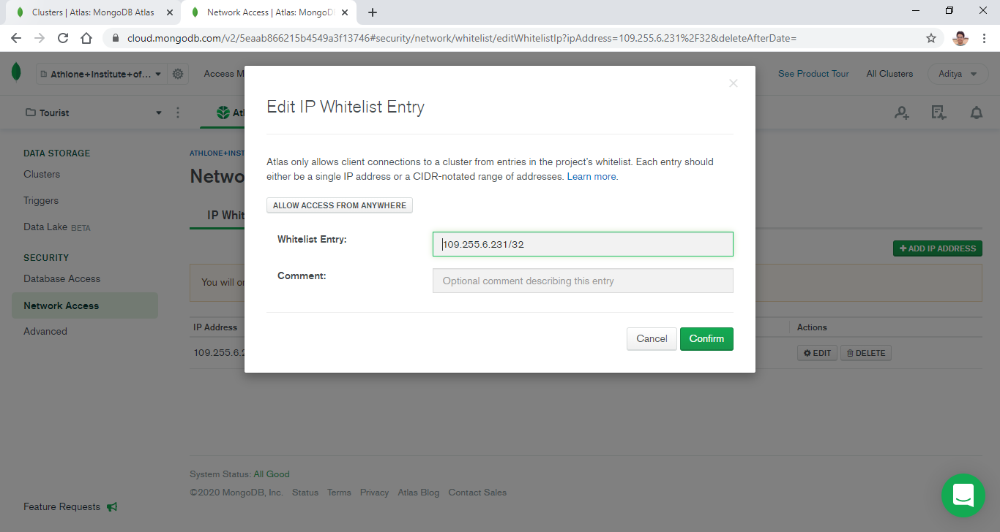 Clusters | Atlas: MongoDB Atlas
Network Access | Atlas: MongoD
cloud.mongodb.com/v2/5eaab866215b4549a3f13746#security/network/whitelist/editWhitelistIp?ipAddress=109.255.6.231%2F32&deleteAfterDate=
Athlone+Institute+of... Access M See Product Tour All Clusters Aditya
Tourist Atl
DATA STORAGE
Clusters
Triggers
Data Lake BETA
SECURITY
Database Access
Network Access
Advanced
Feature Requests
ATHLONE+INST
Netwo
IP Whit
ADD IP ADDRESS
You will on
IP Address Actions
109.255.6.2 EDIT DELETE
Edit IP Whitelist Entry
Atlas only allows client connections to a cluster from entries in the project's whitelist. Each entry should
either be a single IP address or a CIDR-notated range of addresses. Learn more.
ALLOW ACCESS FROM ANYWHERE
Whitelist Entry: 109.255.6.231/32
Comment: Optional comment describing this entry
Cancel Confirm
System Status: All Good
©2020 MongoDB, Inc. Status Terms Privacy Atlas Blog Contact Sales